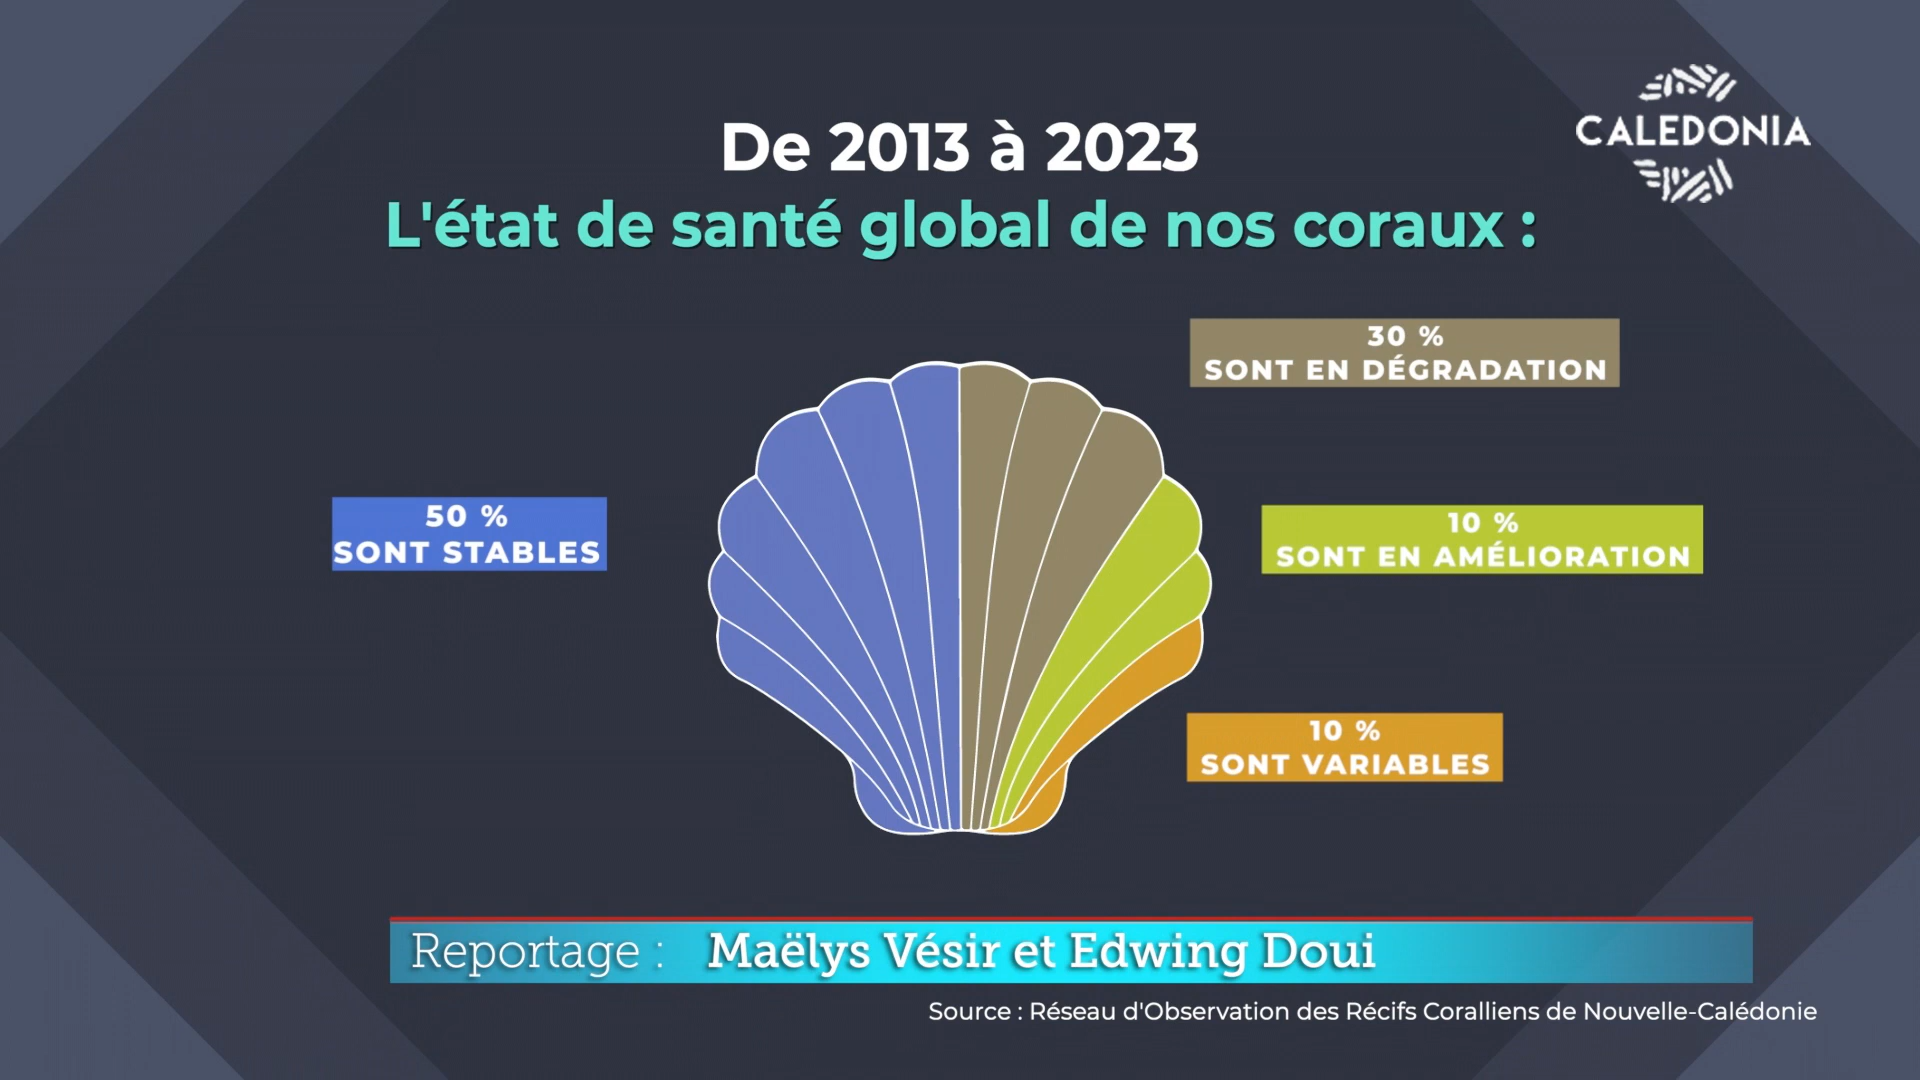 CALEDONIA
De 2013 à 2023
L'état de santé global de nos coraux :
30 %
SONT EN DÉGRADATION
50 %
SONT STABLES
10 %
SONT EN AMÉLIORATION
10 %
SONT VARIABLES
Reportage : Maëlys Vésir et Edwing Doui
Source : Réseau d'Observation des Récifs Coralliens de Nouvelle-Calédonie